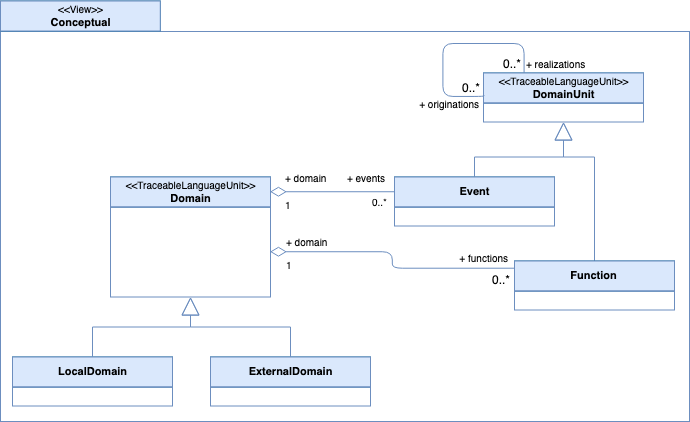 <<View>>
Conceptual
0..*
+ realizations
0..*
<<TraceableLanguageUnit>>
DomainUnit
+ originations
<<TraceableLanguageUnit>>
Domain
+ domain
+ events
1
0..*
Event
+ domain
1
+ functions
0..*
Function
LocalDomain
ExternalDomain